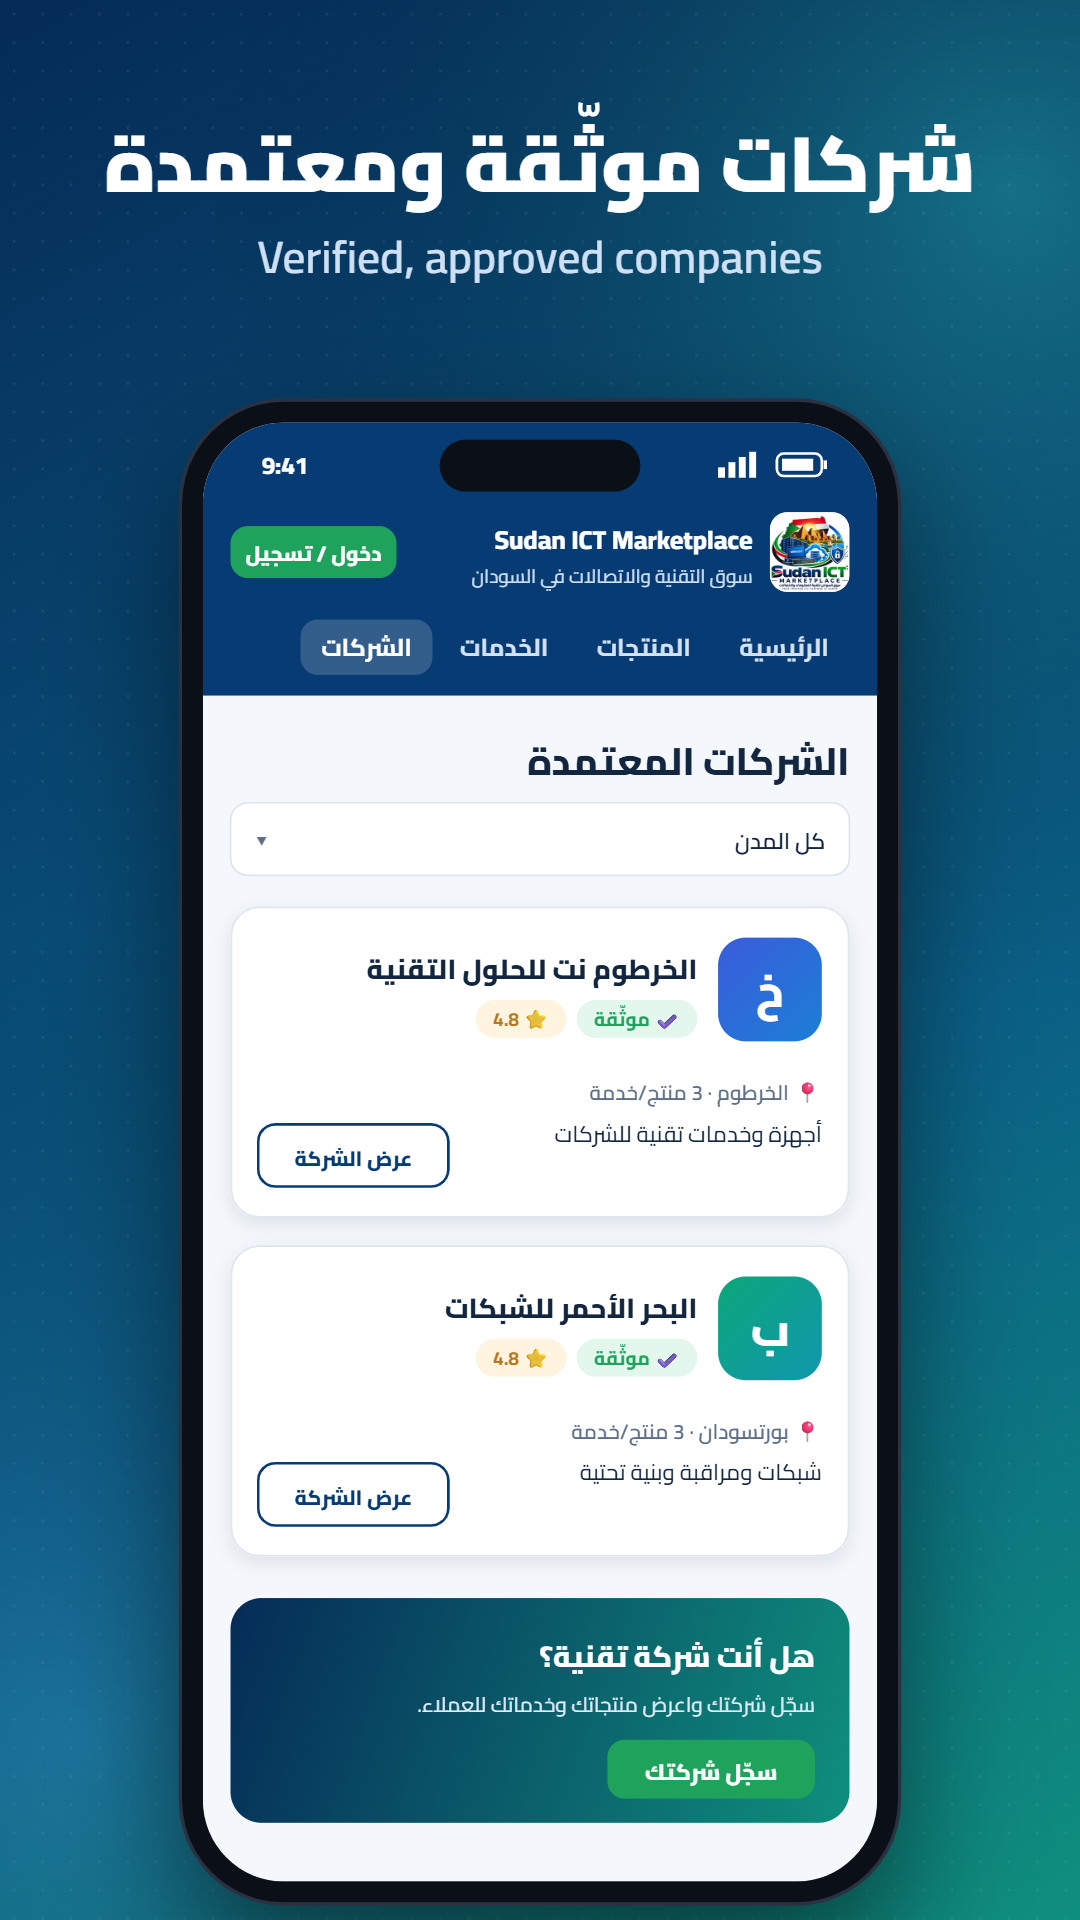 شركات موثّقة ومعتمدة
Verified, approved companies
9:41
Sudan ICT Marketplace
سوق التقنية والاتصالات في السودان
دخول / تسجيل
Sudan ICT
MARKETPLACE
الرئيسية
المنتجات
الخدمات
الشركات
الشركات المعتمدة
كل المدن
خ
الخرطوم نت للحلول التقنية
موثّقة
4.8
الخرطوم · 3 منتج/خدمة
أجهزة وخدمات تقنية للشركات
عرض الشركة
ب
البحر الأحمر للشبكات
موثّقة
4.8
بورتسودان · 3 منتج/خدمة
شبكات ومراقبة وبنية تحتية
عرض الشركة
هل أنت شركة تقنية؟
سجّل شركتك واعرض منتجاتك وخدماتك للعملاء.
سجّل شركتك